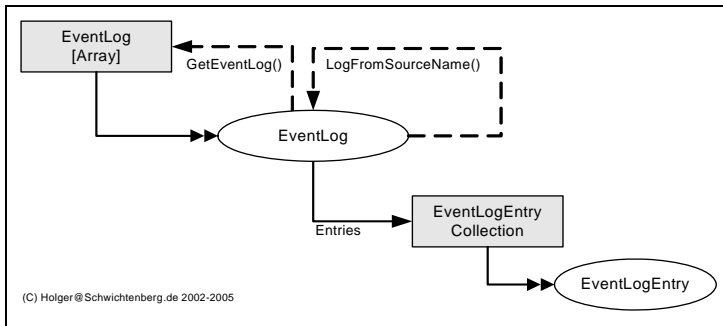 EventLog
[Array]
GetEventLog()
LogFromSourceName()
EventLog
Entries
EventLogEntry
Collection
EventLogEntry
(C) Holger@Schwichtenberg.de 2002-2005